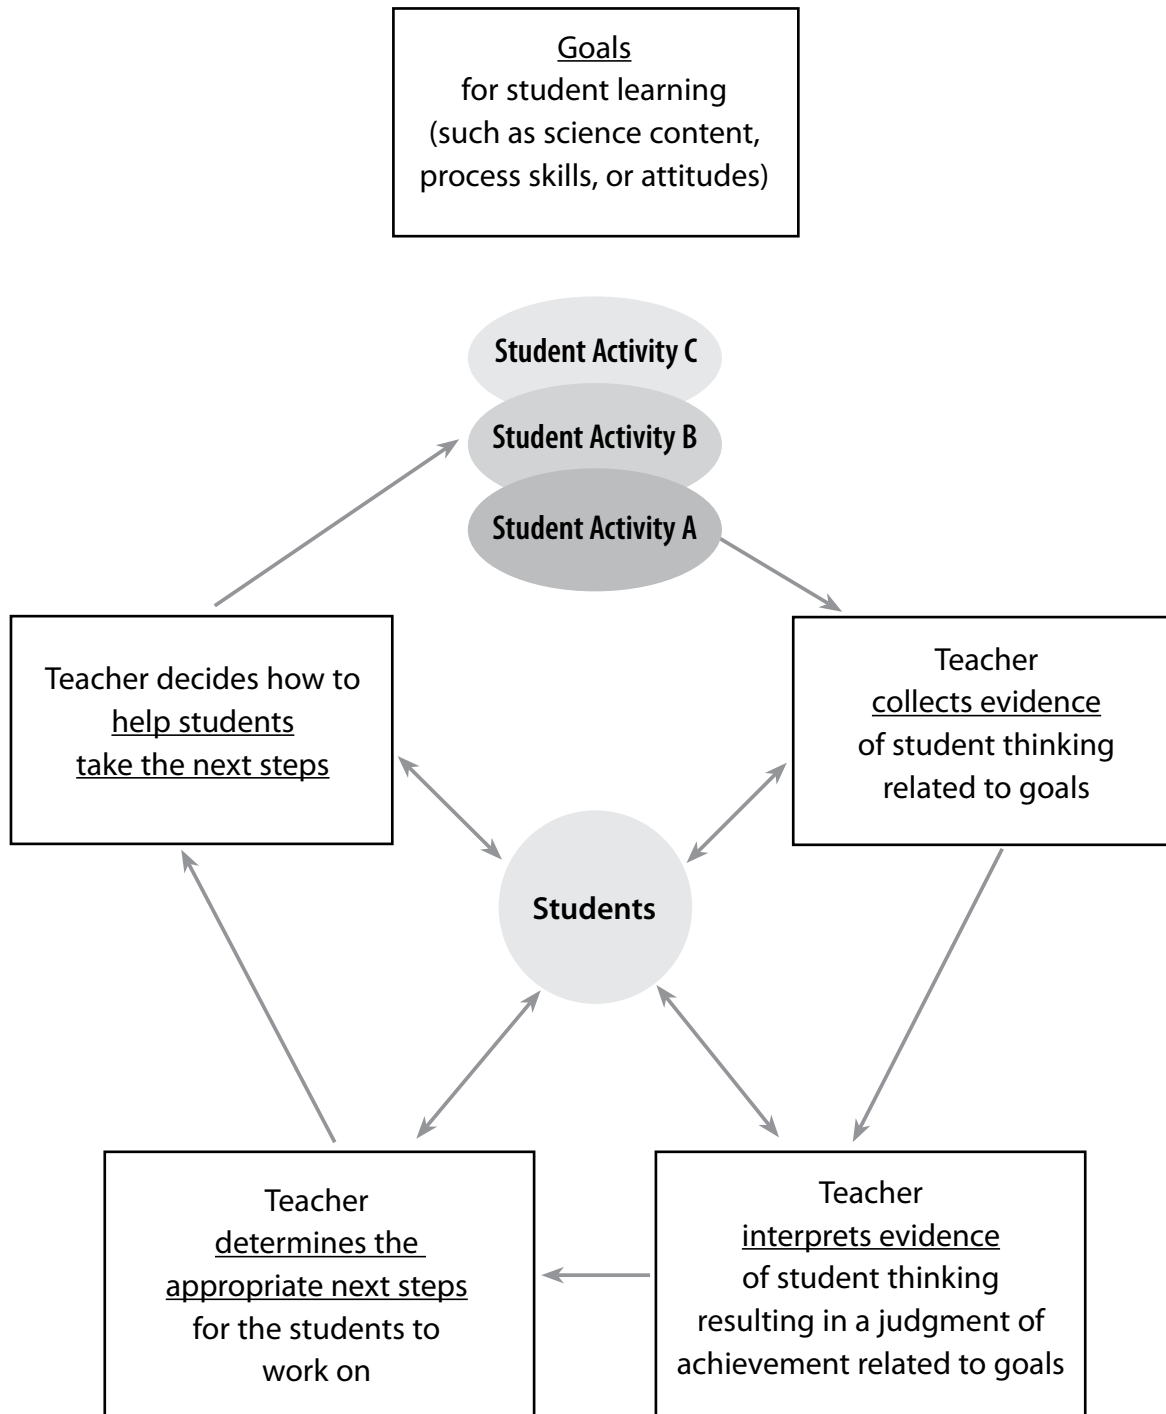 Goals
for student learning
(such as science content,
process skills, or attitudes)
Student Activity C
Student Activity B
Student Activity A
Teacher decides how to
help students
take the next steps
Teacher
collects evidence
of student thinking
related to goals
Students
Teacher
determines the
appropriate next steps
for the students to
work on
Teacher
interprets evidence
of student thinking
resulting in a judgment of
achievement related to goals